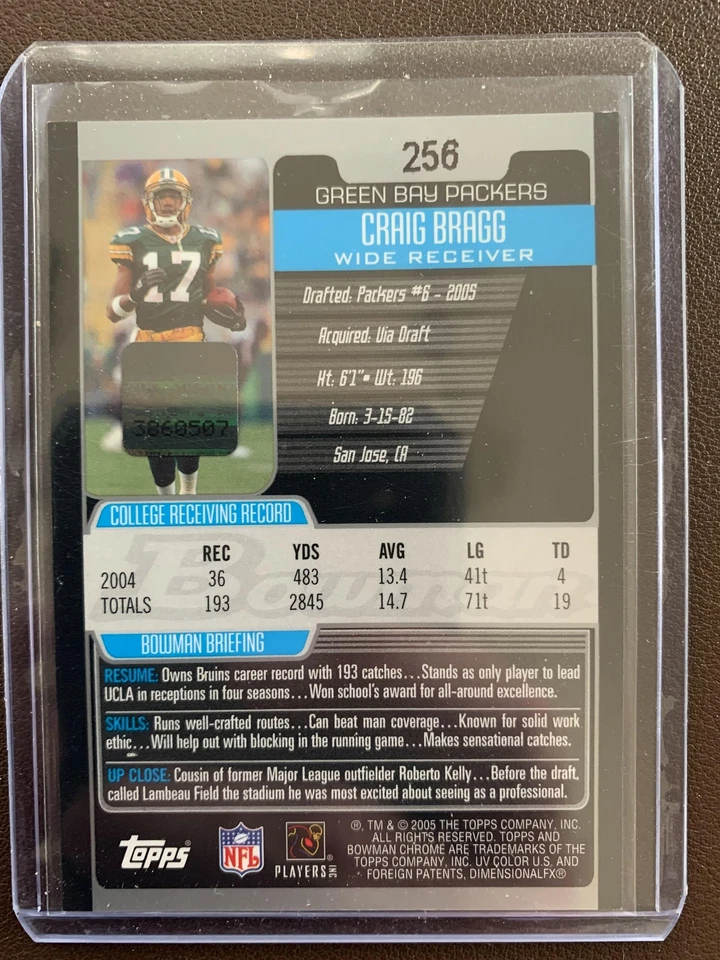 256
GREEN BAY PACKERS
CRAIG BRAGG
WIDE RECEIVER
Drafted: Packers #6 - 2005
Acquired: Via Draft
Ht: 6'1" • Wt: 196
Born: 3-15-82
San Jose, CA
17
3860507
COLLEGE RECEIVING RECORD
REC YDS AVG LG TD
2004 36 483 13.4 41t 4
TOTALS 193 2845 14.7 71t 19
Bowman
BOWMAN BRIEFING
RESUME: Owns Bruins career record with 193 catches...Stands as only player to lead
UCLA in receptions in four seasons...Won school's award for all-around excellence.
SKILLS: Runs well-crafted routes...Can beat man coverage...Known for solid work
ethic...Will help out with blocking in the running game...Makes sensational catches.
UP CLOSE: Cousin of former Major League outfielder Roberto Kelly...Before the draft,
called Lambeau Field the stadium he was most excited about seeing as a professional.
TOPPS®
NFL
PLAYERS INC
®, TM & © 2005 THE TOPPS COMPANY, INC.
ALL RIGHTS RESERVED. TOPPS AND
BOWMAN CHROME ARE TRADEMARKS OF THE
TOPPS COMPANY, INC. UV COLOR U.S. AND
FOREIGN PATENTS, DIMENSIONALFX®